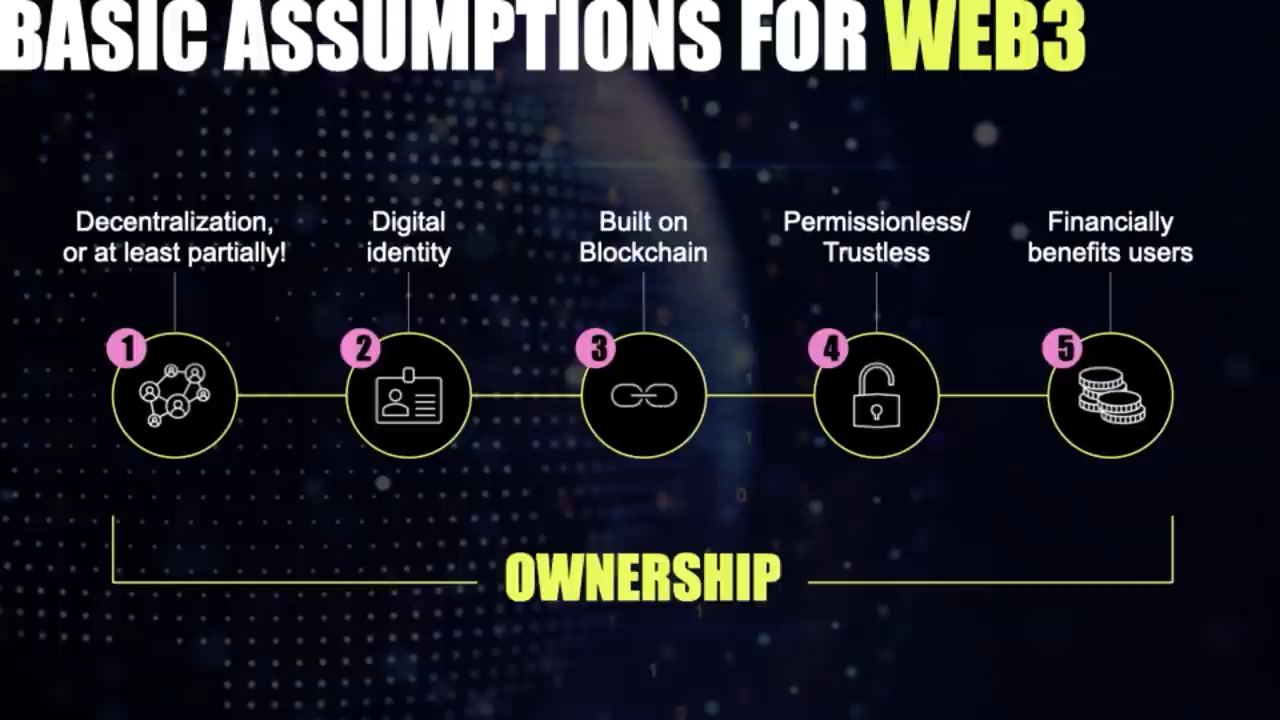 BASIC ASSUMPTIONS FOR WEB3
Decentralization,
or at least partially!
Digital
identity
Built on
Blockchain
Permissionless/
Trustless
Financially
benefits users
1
2
3
4
5
OWNERSHIP